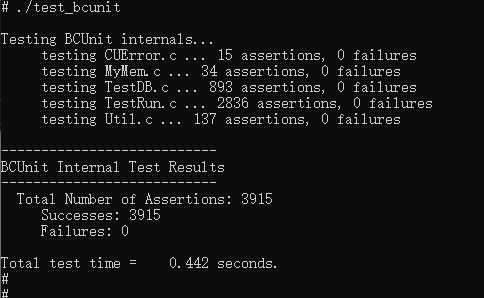 # ./test_bcunit
Testing BCUnit internals...
testing CUError.c ... 15 assertions, 0 failures
testing MyMem.c ... 34 assertions, 0 failures
testing TestDB.c ... 893 assertions, 0 failures
testing TestRun.c ... 2836 assertions, 0 failures
testing Util.c ... 137 assertions, 0 failures
---------------------------
BCUnit Internal Test Results
---------------------------
Total Number of Assertions: 3915
Successes: 3915
Failures: 0
Total test time = 0.442 seconds.
#
#